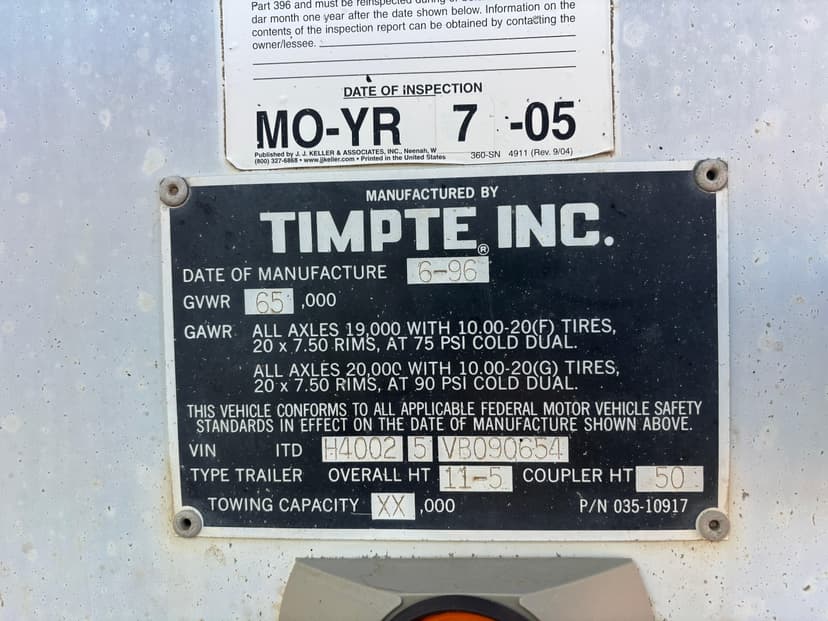 Part 396 and must be reinspected during or
dar month one year after the date shown below. Information on the
contents of the inspection report can be obtained by contacting the
owner/lessee.
DATE OF INSPECTION
MO-YR 7 -05
Published by J. J. KELLER & ASSOCIATES, INC., Neenah, W
(800) 327-6868 • www.jjkeller.com • Printed in the United States 360-SN 4911 (Rev. 9/04)
MANUFACTURED BY
TIMPTE® INC.
DATE OF MANUFACTURE 6-96
GVWR 65 ,000
GAWR ALL AXLES 19,000 WITH 10.00-20(F) TIRES,
20 x 7.50 RIMS, AT 75 PSI COLD DUAL.
ALL AXLES 20,000 WITH 10.00-20(G) TIRES,
20 x 7.50 RIMS, AT 90 PSI COLD DUAL.
THIS VEHICLE CONFORMS TO ALL APPLICABLE FEDERAL MOTOR VEHICLE SAFETY
STANDARDS IN EFFECT ON THE DATE OF MANUFACTURE SHOWN ABOVE.
VIN ITD H4002 5 VB090654
TYPE TRAILER OVERALL HT 11-5 COUPLER HT 50
TOWING CAPACITY XX ,000 P/N 035-10917